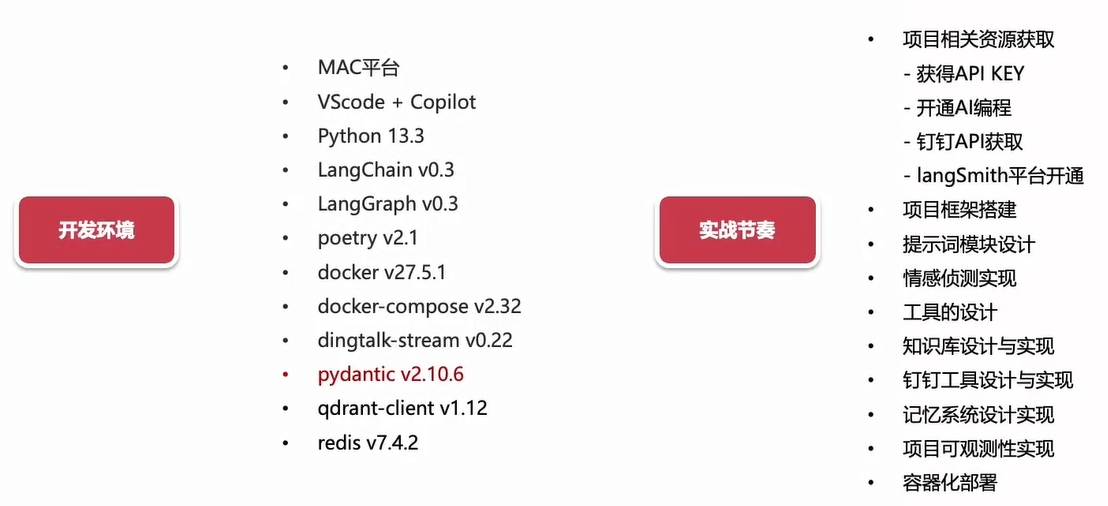 开发环境
• MAC平台
• VScode + Copilot
• Python 13.3
• LangChain v0.3
• LangGraph v0.3
• poetry v2.1
• docker v27.5.1
• docker-compose v2.32
• dingtalk-stream v0.22
• pydantic v2.10.6
• qdrant-client v1.12
• redis v7.4.2
实战节奏
• 项目相关资源获取
- 获得API KEY
- 开通AI编程
- 钉钉API获取
- langSmith平台开通
• 项目框架搭建
• 提示词模块设计
• 情感侦测实现
• 工具的设计
• 知识库设计与实现
• 钉钉工具设计与实现
• 记忆系统设计实现
• 项目可观测性实现
• 容器化部署